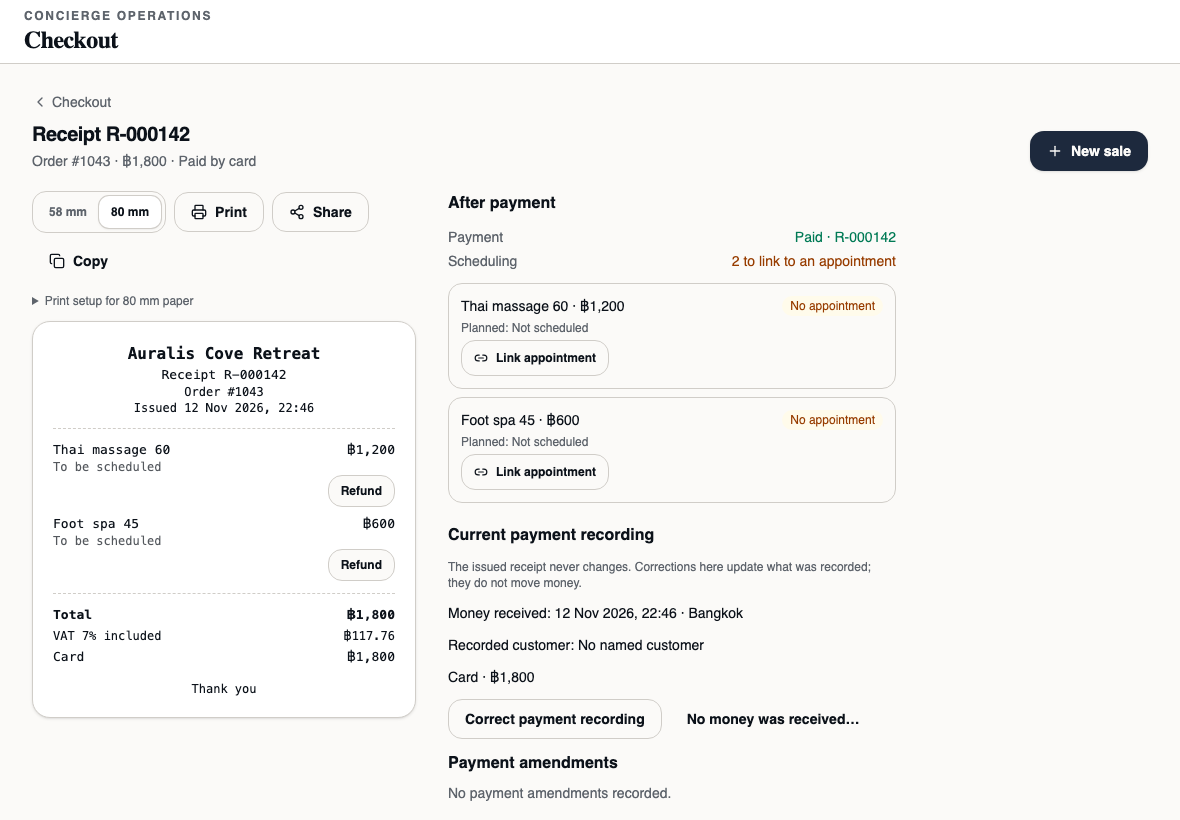 CONCIERGE OPERATIONS
Checkout
Checkout
Receipt R-000142
Order #1043 · ฿1,800 · Paid by card
New sale
58 mm
80 mm
Print
Share
Copy
Print setup for 80 mm paper
Auralis Cove Retreat
Receipt R-000142
Order #1043
Issued 12 Nov 2026, 22:46
Thai massage 60 ฿1,200
To be scheduled
Refund
Foot spa 45 ฿600
To be scheduled
Refund
Total ฿1,800
VAT 7% included ฿117.76
Card ฿1,800
Thank you
After payment
Payment Paid · R-000142
Scheduling 2 to link to an appointment
Thai massage 60 · ฿1,200 No appointment
Planned: Not scheduled
Link appointment
Foot spa 45 · ฿600 No appointment
Planned: Not scheduled
Link appointment
Current payment recording
The issued receipt never changes. Corrections here update what was recorded;
they do not move money.
Money received: 12 Nov 2026, 22:46 · Bangkok
Recorded customer: No named customer
Card · ฿1,800
Correct payment recording
No money was received…
Payment amendments
No payment amendments recorded.